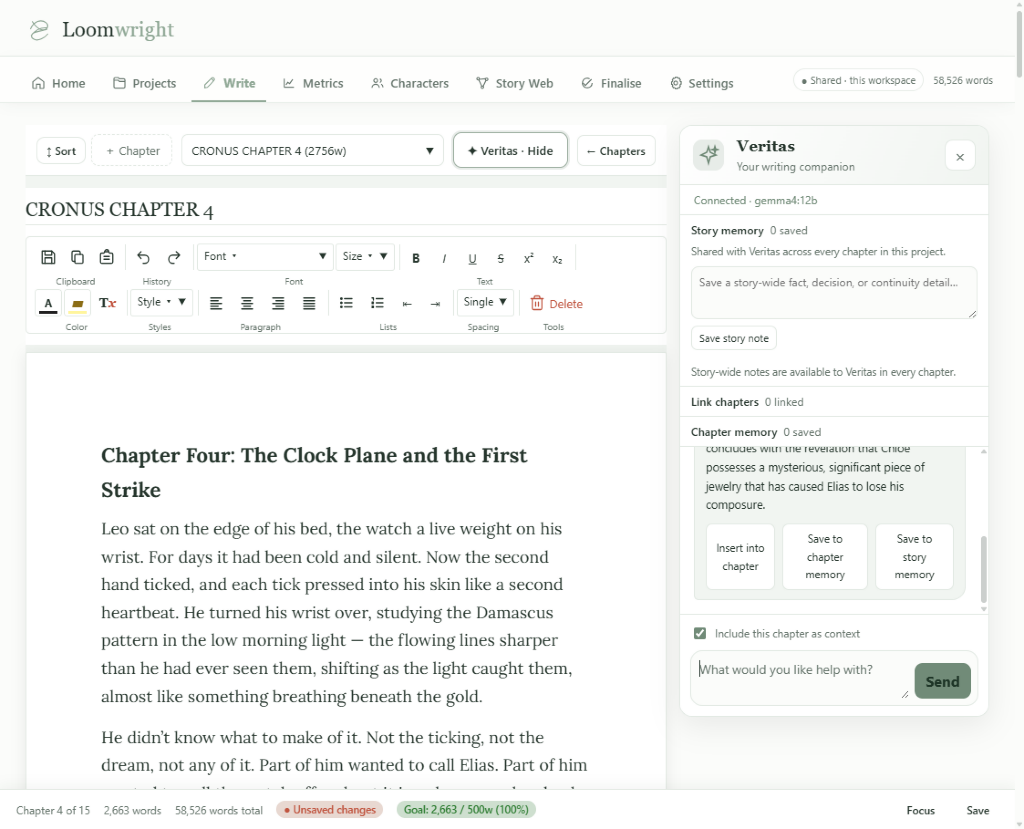 Loomwright
Home Projects Write Metrics Characters Story Web Finalise Settings
● Shared · this workspace 58,526 words
↕ Sort + Chapter CRONUS CHAPTER 4 (2756w) ▼ ✦ Veritas · Hide ← Chapters
CRONUS CHAPTER 4
Font ▼ Size ▼ B I U S x² x₂
Clipboard History Font Text
A Tx Style ▼ Single ▼ Delete
Color Styles Paragraph Lists Spacing Tools
Chapter Four: The Clock Plane and the First
Strike
Leo sat on the edge of his bed, the watch a live weight on his
wrist. For days it had been cold and silent. Now the second
hand ticked, and each tick pressed into his skin like a second
heartbeat. He turned his wrist over, studying the Damascus
pattern in the low morning light — the flowing lines sharper
than he had ever seen them, shifting as the light caught them,
almost like something breathing beneath the gold.
He didn’t know what to make of it. Not the ticking, not the
dream, not any of it. Part of him wanted to call Elias. Part of him
Veritas
Your writing companion
×
Connected · gemma4:12b
Story memory 0 saved
Shared with Veritas across every chapter in this project.
Save a story-wide fact, decision, or continuity detail...
Save story note
Story-wide notes are available to Veritas in every chapter.
Link chapters 0 linked
Chapter memory 0 saved
concludes with the revelation that Chloe
possesses a mysterious, significant piece of
jewelry that has caused Elias to lose his
composure.
Insert into
chapter
Save to
chapter
memory
Save to
story
memory
Include this chapter as context
What would you like help with?
Send
Chapter 4 of 15 2,663 words 58,526 words total ● Unsaved changes Goal: 2,663 / 500w (100%) Focus Save